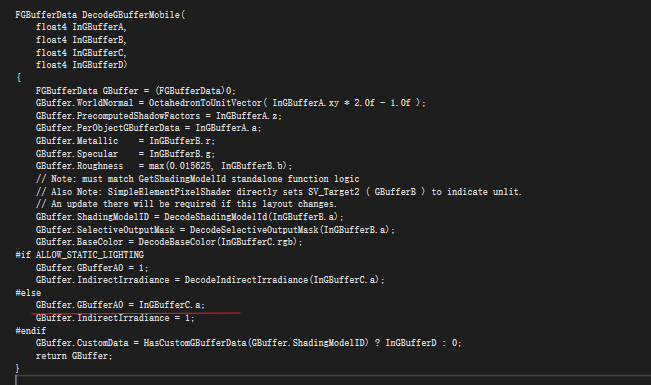 FGBufferData DecodeGBufferMobile(
float4 InGBufferA,
float4 InGBufferB,
float4 InGBufferC,
float4 InGBufferD)
{
FGBufferData GBuffer = (FGBufferData)0;
GBuffer.WorldNormal = OctahedronToUnitVector( InGBufferA.xy * 2.0f - 1.0f );
GBuffer.PrecomputedShadowFactors = InGBufferA.z;
GBuffer.PerObjectGBufferData = InGBufferA.a;
GBuffer.Metallic    = InGBufferB.r;
GBuffer.Specular    = InGBufferB.g;
GBuffer.Roughness   = max(0.015625, InGBufferB.b);
// Note: must match GetShadingModelId standalone function logic
// Also Note: SimpleElementPixelShader directly sets SV_Target2 ( GBufferB ) to indicate unlit.
// An update there will be required if this layout changes.
GBuffer.ShadingModelID = DecodeShadingModelId(InGBufferB.a);
GBuffer.SelectiveOutputMask = DecodeSelectiveOutputMask(InGBufferB.a);
GBuffer.BaseColor = DecodeBaseColor(InGBufferC.rgb);
#if ALLOW_STATIC_LIGHTING
GBuffer.GBufferAO = 1;
GBuffer.IndirectIrradiance = DecodeIndirectIrradiance(InGBufferC.a);
#else
GBuffer.GBufferAO = InGBufferC.a;
GBuffer.IndirectIrradiance = 1;
#endif
GBuffer.CustomData = HasCustomGBufferData(GBuffer.ShadingModelID) ? InGBufferD : 0;
return GBuffer;
}